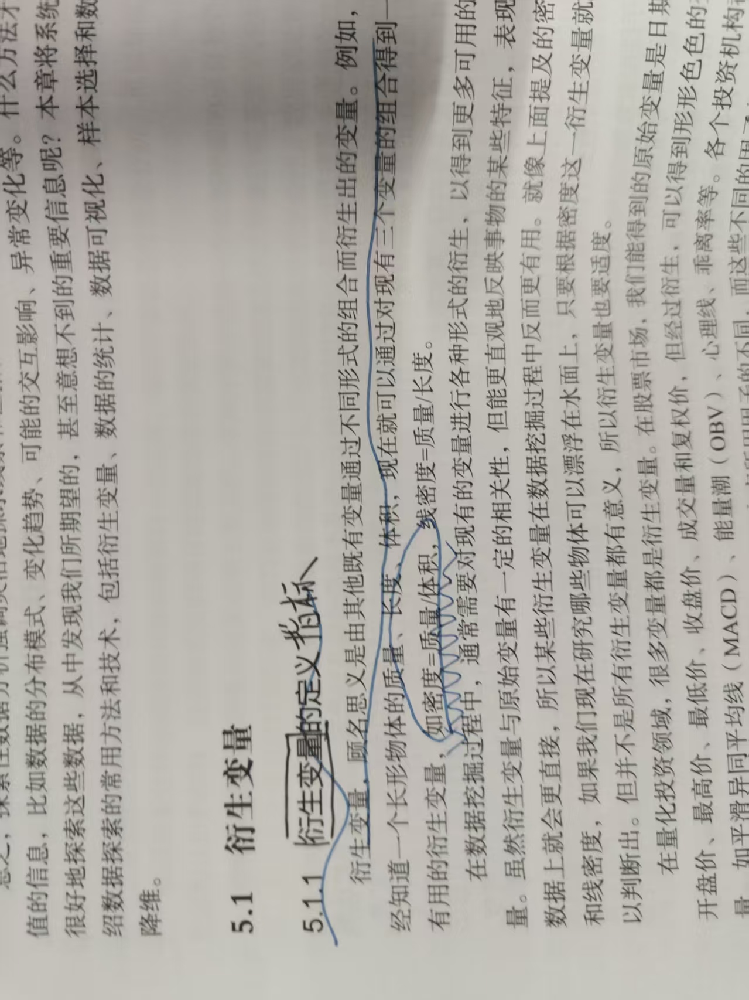 值的信息，比如数据的分布模式、变化趋势、可能的交互影响、异常变化等。什么方法才
很好地探索这些数据，从中发现我们所期望的，甚至意想不到的重要信息呢？本章将系统
绍数据探索的常用方法和技术，包括衍生变量、数据的统计、数据可视化、样本选择和数
降维。
5.1 衍生变量
5.1.1 衍生变量的定义指标
衍生变量，顾名思义是由其他既有变量通过不同形式的组合而衍生出的变量。例如，
经知道一个长形物体的质量、长度、体积，现在就可以通过对现有三个变量的组合得到一
有用的衍生变量，如密度=质量/体积，线密度=质量/长度。
在数据挖掘过程中，通常需要对现有的变量进行各种形式的衍生，以得到更多可用的
量。虽然衍生变量与原始变量有一定的相关性，但能更直观地反映事物的某些特征，表现
数据上就会更直接，所以某些衍生变量在数据挖掘过程中反而更有用。就像上面提及的密
和线密度，如果我们现在研究哪些物体可以漂浮在水面上，只要根据密度这一衍生变量就
以判断出。但并不是所有衍生变量都有意义，所以衍生变量也要适度。
在量化投资领域，很多变量都是衍生变量。在股票市场，我们能得到的原始变量是日期
开盘价、最高价、最低价、收盘价、成交量和复权价，但经过衍生，可以得到形形色色的
量，如平滑异同平均线（MACD）、能量潮（OBV）、心理线、乖离率等。各个投资机构
所用因子的不同，而这些不同的因子